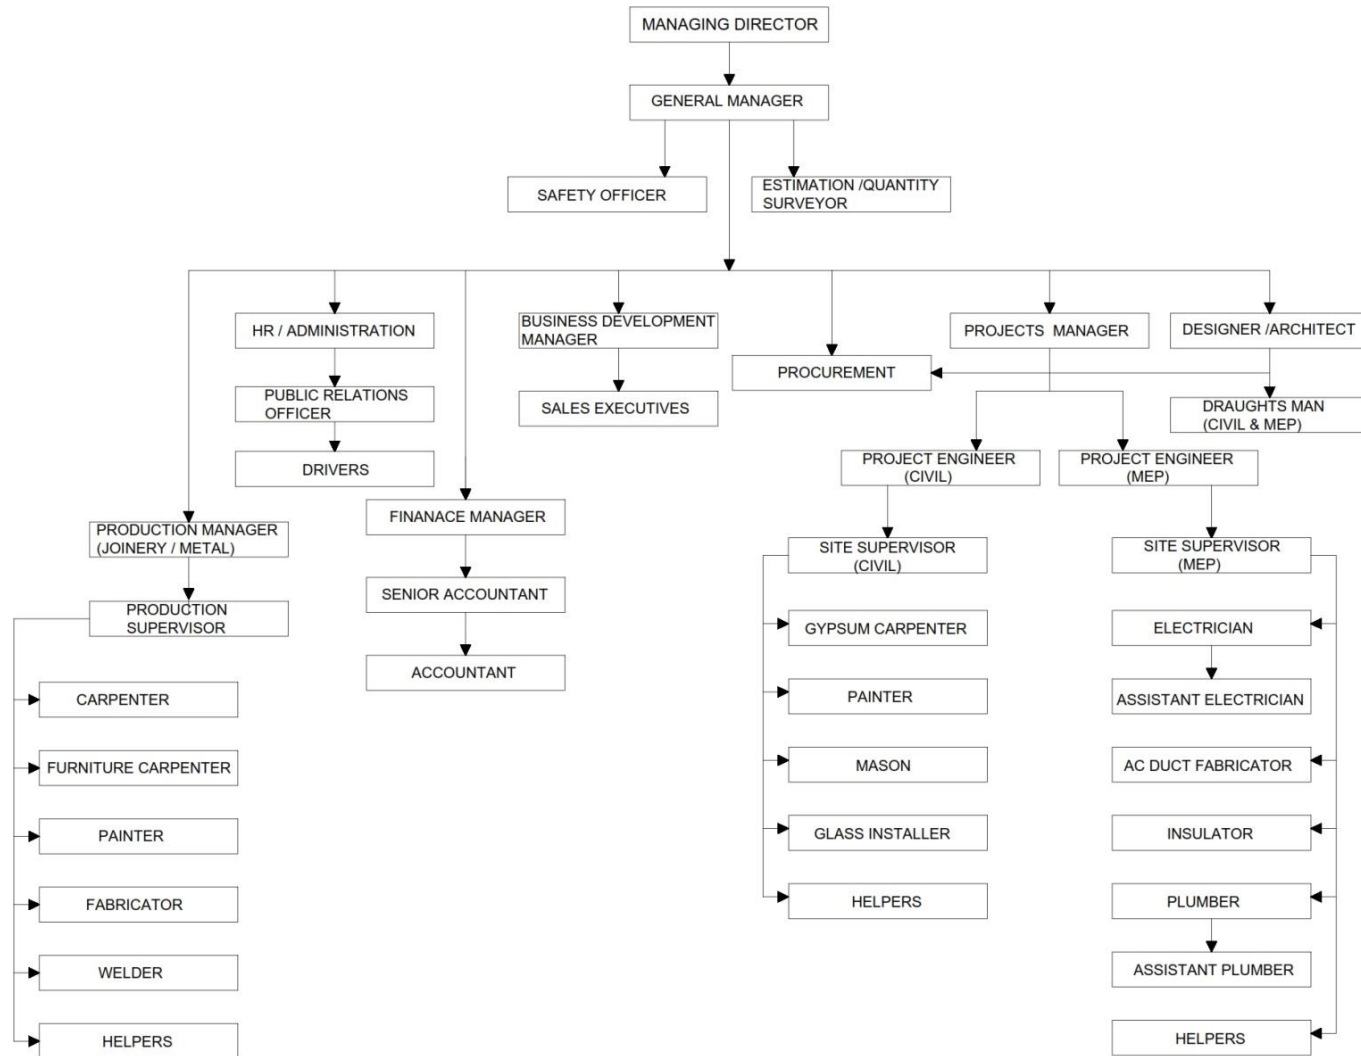 MANAGING DIRECTOR
GENERAL MANAGER
SAFETY OFFICER
ESTIMATION /QUANTITY
SURVEYOR
HR / ADMINISTRATION
PUBLIC RELATIONS
OFFICER
DRIVERS
BUSINESS DEVELOPMENT
MANAGER
SALES EXECUTIVES
PROCUREMENT
PROJECTS MANAGER
DESIGNER /ARCHITECT
DRAUGHTS MAN
(CIVIL & MEP)
PROJECT ENGINEER
(CIVIL)
PROJECT ENGINEER
(MEP)
PRODUCTION MANAGER
(JOINERY / METAL)
PRODUCTION
SUPERVISOR
CARPENTER
FURNITURE CARPENTER
PAINTER
FABRICATOR
WELDER
HELPERS
FINANACE MANAGER
SENIOR ACCOUNTANT
ACCOUNTANT
SITE SUPERVISOR
(CIVIL)
GYPSUM CARPENTER
PAINTER
MASON
GLASS INSTALLER
HELPERS
SITE SUPERVISOR
(MEP)
ELECTRICIAN
ASSISTANT ELECTRICIAN
AC DUCT FABRICATOR
INSULATOR
PLUMBER
ASSISTANT PLUMBER
HELPERS